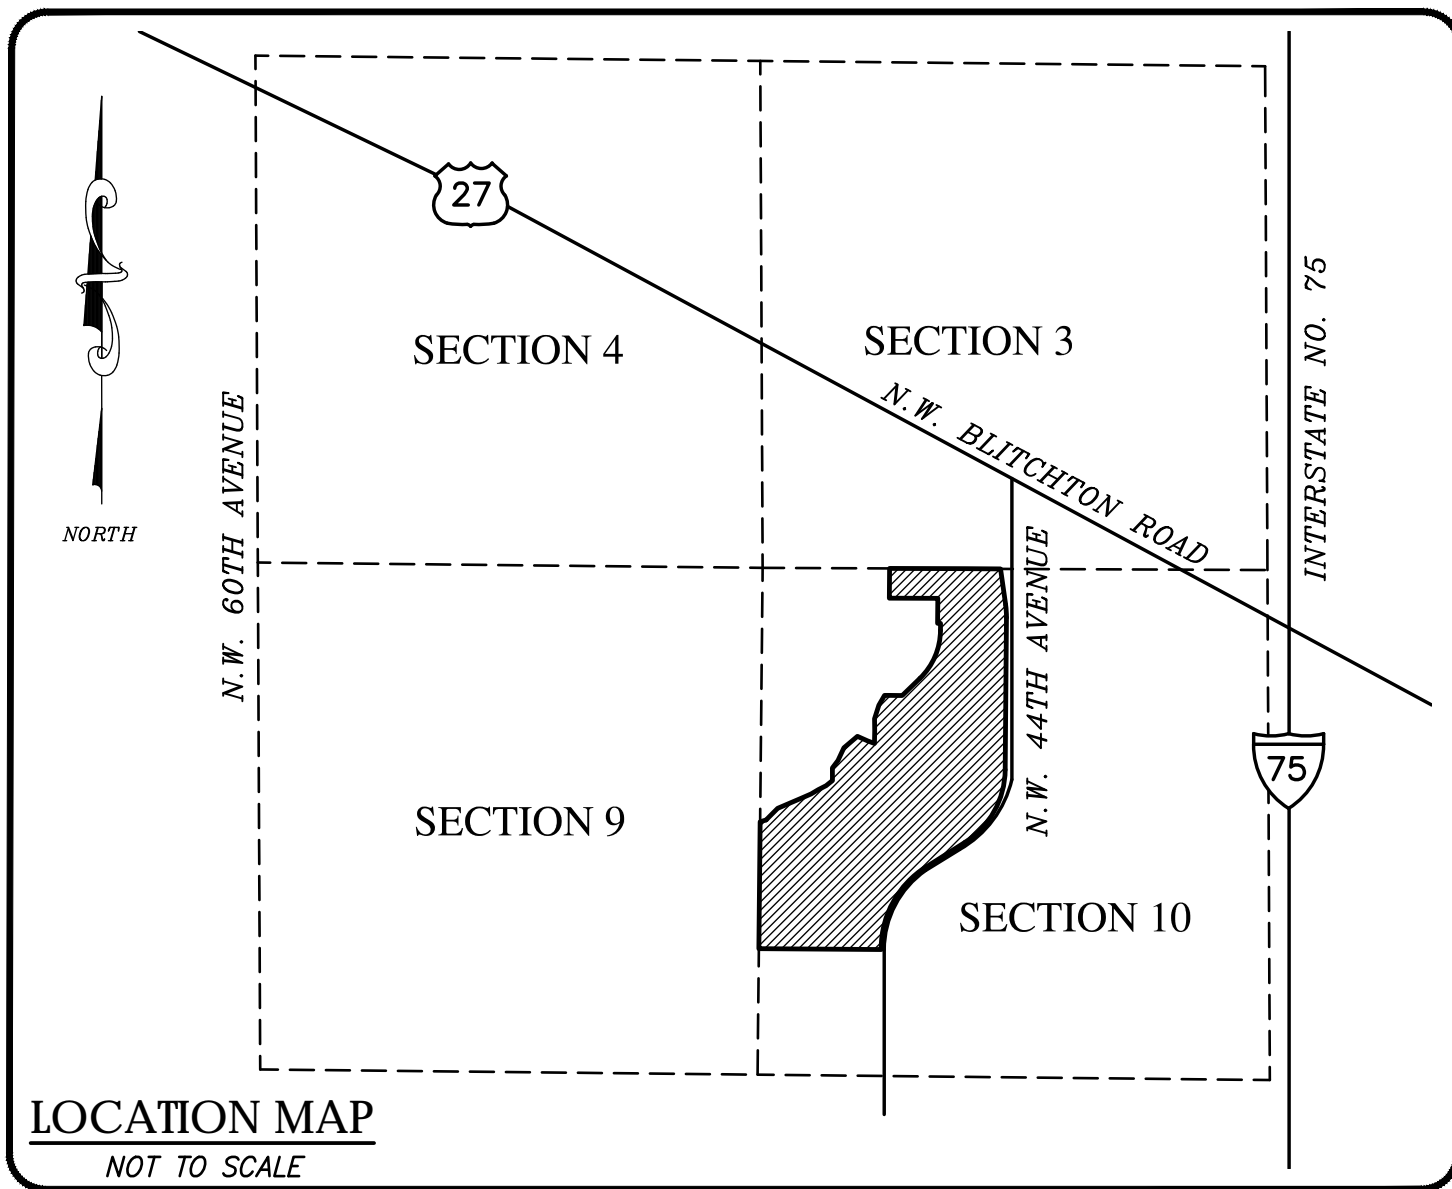 27
SECTION 4
SECTION 3
N.W. BLITCHTON ROAD
INTERSTATE NO. 75
N.W. 60TH AVENUE
NORTH
N.W. 44TH AVENUE
75
SECTION 9
SECTION 10
LOCATION MAP
NOT TO SCALE